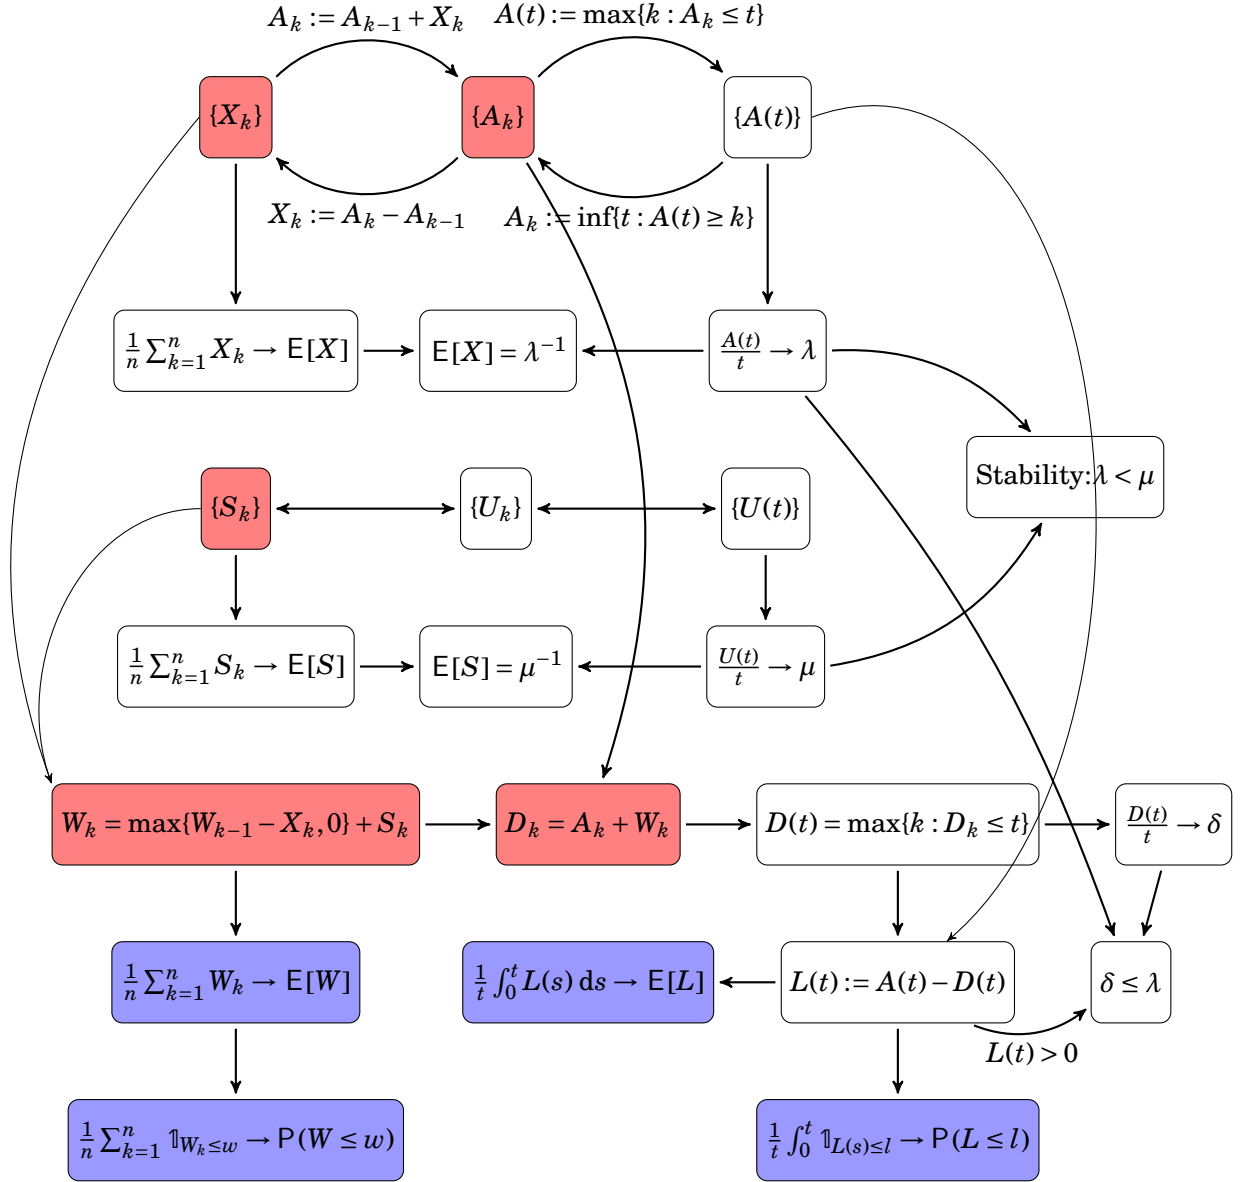 A_k := A_{k−1} + X_k
A(t) := max{k : A_k ≤ t}
{X_k}
{A_k}
{A(t)}
X_k := A_k − A_{k−1}
A_k := inf{t : A(t) ≥ k}
1/n ∑_{k=1}^n X_k → E[X]
E[X] = λ^{−1}
A(t)/t → λ
Stability:λ < μ
{S_k}
{U_k}
{U(t)}
1/n ∑_{k=1}^n S_k → E[S]
E[S] = μ^{−1}
U(t)/t → μ
W_k = max{W_{k−1} − X_k, 0} + S_k
D_k = A_k + W_k
D(t) = max{k : D_k ≤ t}
D(t)/t → δ
1/n ∑_{k=1}^n W_k → E[W]
1/t ∫_0^t L(s) ds → E[L]
L(t) := A(t) − D(t)
δ ≤ λ
L(t) > 0
1/n ∑_{k=1}^n 𝟙_{W_k ≤ w} → P(W ≤ w)
1/t ∫_0^t 𝟙_{L(s) ≤ l} → P(L ≤ l)